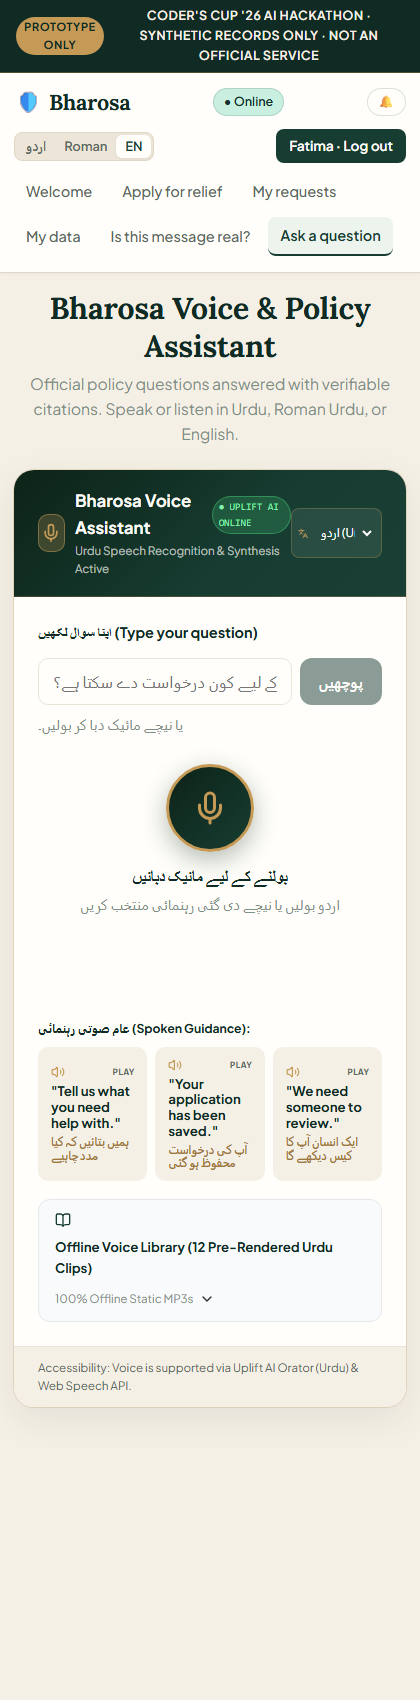 PROTOTYPE
ONLY
CODER'S CUP '26 AI HACKATHON ·
SYNTHETIC RECORDS ONLY · NOT AN
OFFICIAL SERVICE
Bharosa
● Online
اردو
Roman
EN
Fatima · Log out
Welcome
Apply for relief
My requests
My data
Is this message real?
Ask a question
Bharosa Voice & Policy
Assistant
Official policy questions answered with verifiable
citations. Speak or listen in Urdu, Roman Urdu, or
English.
Bharosa Voice
Assistant
● UPLIFT AI
ONLINE
Urdu Speech Recognition & Synthesis
Active
اردو (U
اپنا سوال لکھیں (Type your question)
کے لیے کون درخواست دے سکتا ہے؟
پوچھیں
یا نیچے مائیک دبا کر بولیں۔
بولنے کے لیے مائیک دبائیں
اردو بولیں یا نیچے دی گئی رہنمائی منتخب کریں
عام صوتی رہنمائی (Spoken Guidance):
PLAY
"Tell us what
you need
help with."
ہمیں بتائیں کہ کیا
مدد چاہیے
PLAY
"Your
application
has been
saved."
آپ کی درخواست
محفوظ ہو گئی
PLAY
"We need
someone to
review."
ایک انسان آپ کا
کیس دیکھے گا
Offline Voice Library (12 Pre-Rendered Urdu
Clips)
100% Offline Static MP3s
Accessibility: Voice is supported via Uplift AI Orator (Urdu) &
Web Speech API.